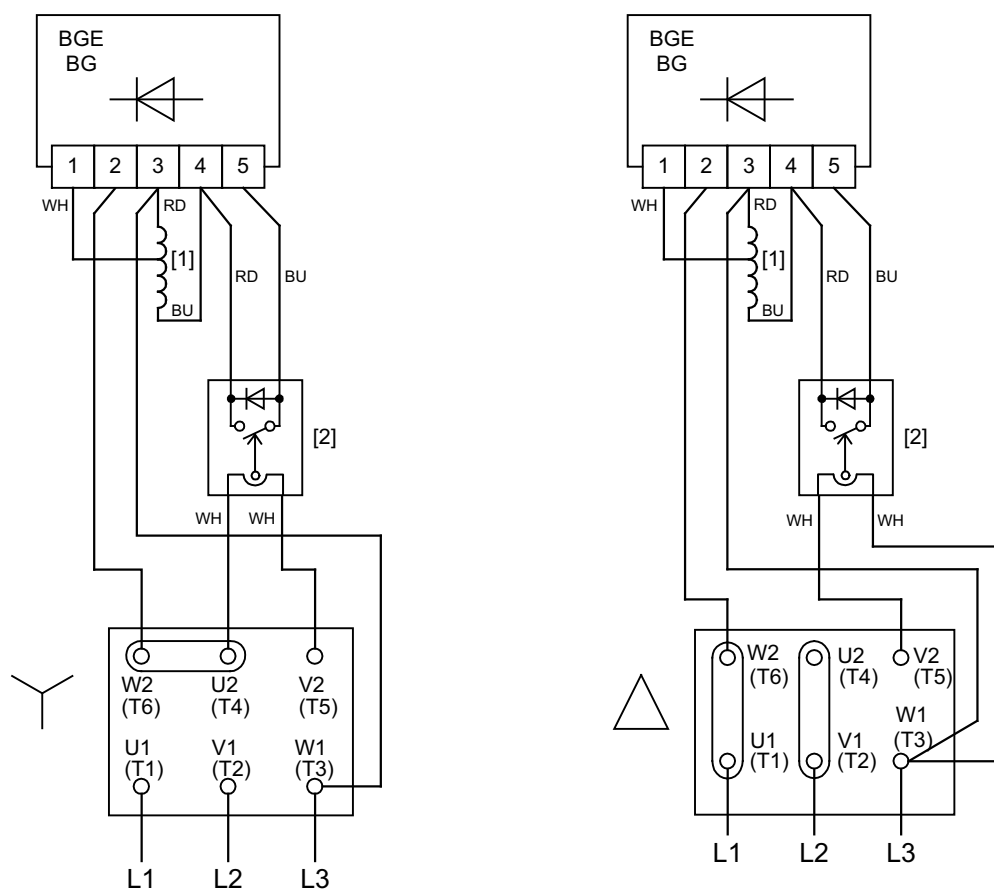 BGE
BG
1 2 3 4 5
WH RD
[1]
RD BU
BU
[2]
WH WH
W2 U2 V2
(T6) (T4) (T5)
U1 V1 W1
(T1) (T2) (T3)
L1 L2 L3
BGE
BG
1 2 3 4 5
WH RD
[1]
RD BU
BU
[2]
WH WH
W2 U2 V2
(T6) (T4) (T5)
U1 V1 W1
(T1) (T2) (T3)
L1 L2 L3